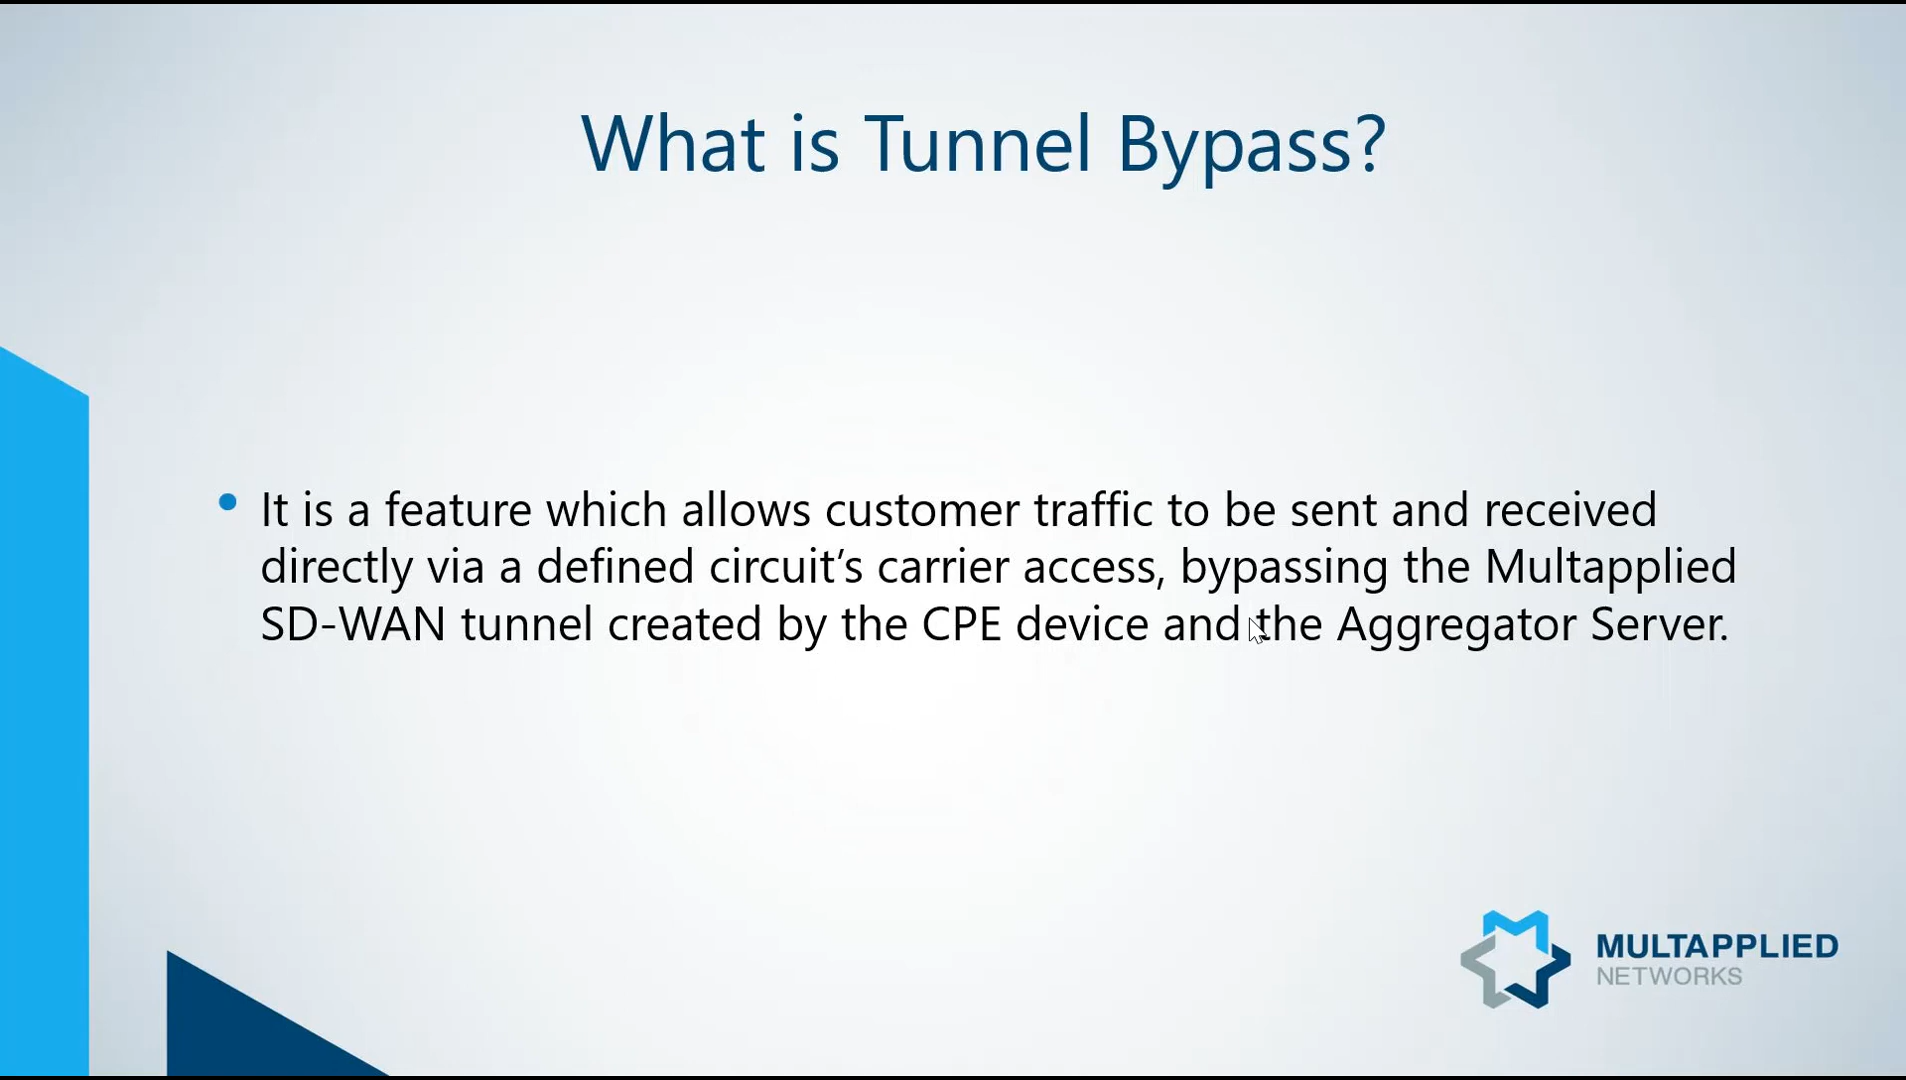 What is Tunnel Bypass?
• It is a feature which allows customer traffic to be sent and received
directly via a defined circuit’s carrier access, bypassing the Multapplied
SD-WAN tunnel created by the CPE device and the Aggregator Server.
MULTAPPLIED
NETWORKS